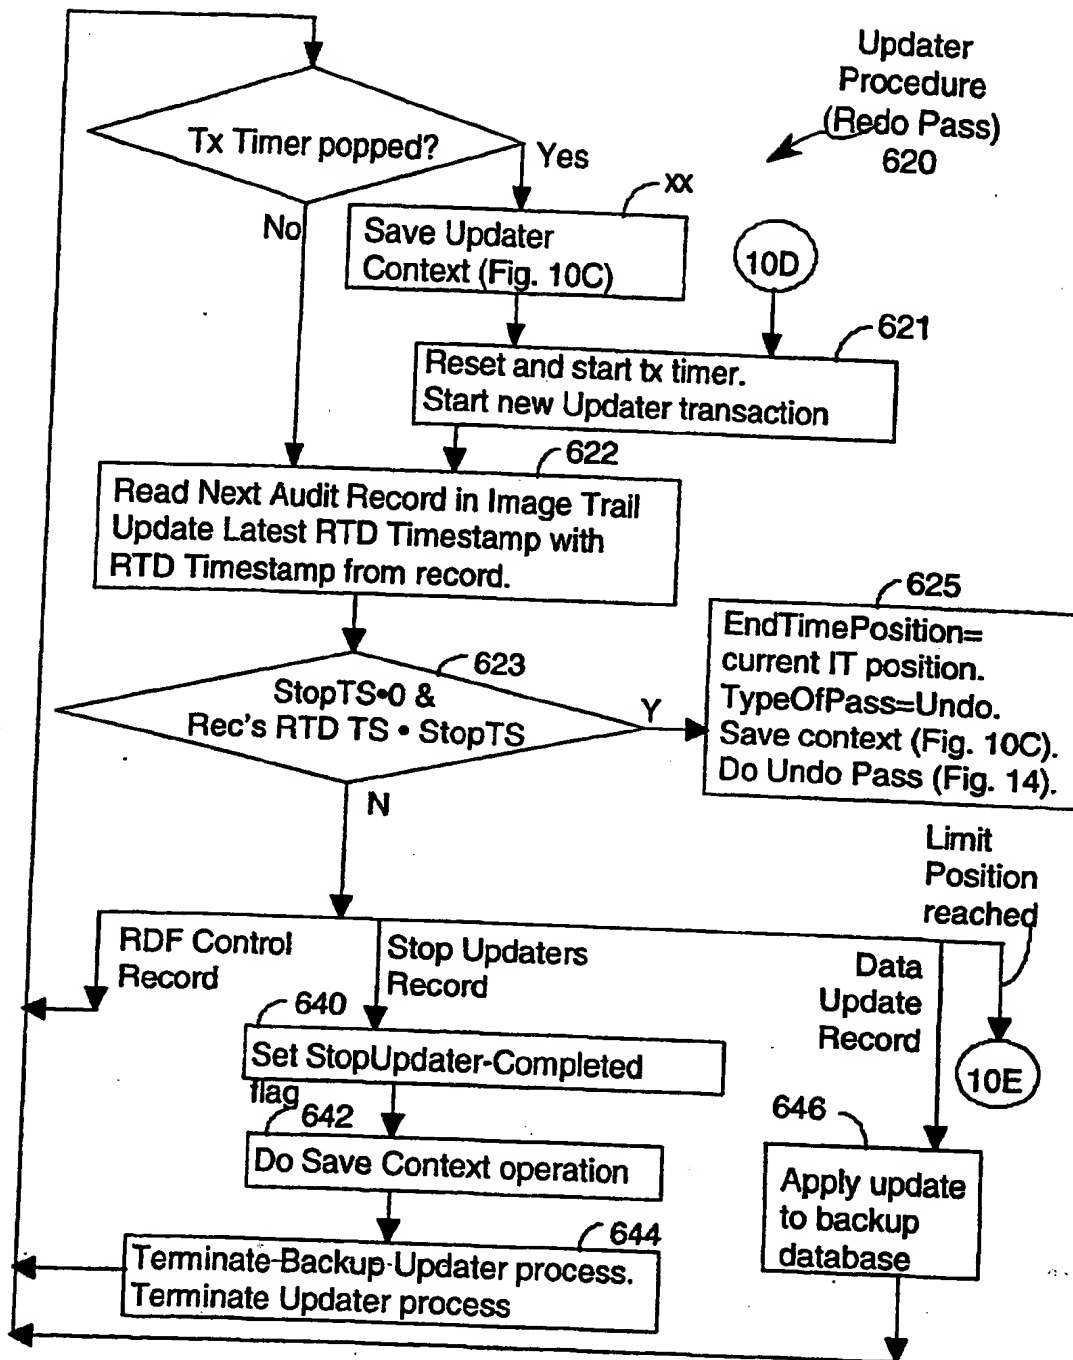 Updater
Procedure
(Redo Pass)
620
Tx Timer popped?
Yes
No
xx
Save Updater
Context (Fig. 10C)
10D
621
Reset and start tx timer.
Start new Updater transaction
622
Read Next Audit Record in Image Trail
Update Latest RTD Timestamp with
RTD Timestamp from record.
623
StopTS•0 &
Rec's RTD TS • StopTS
Y
N
625
EndTimePosition=
current IT position.
TypeOfPass=Undo.
Save context (Fig. 10C).
Do Undo Pass (Fig. 14).
Limit
Position
reached
RDF Control
Record
Stop Updaters
Record
Data
Update
Record
10E
640
Set StopUpdater-Completed
flag
642
Do Save Context operation
644
Terminate-Backup-Updater process.
Terminate Updater process
646
Apply update
to backup
database